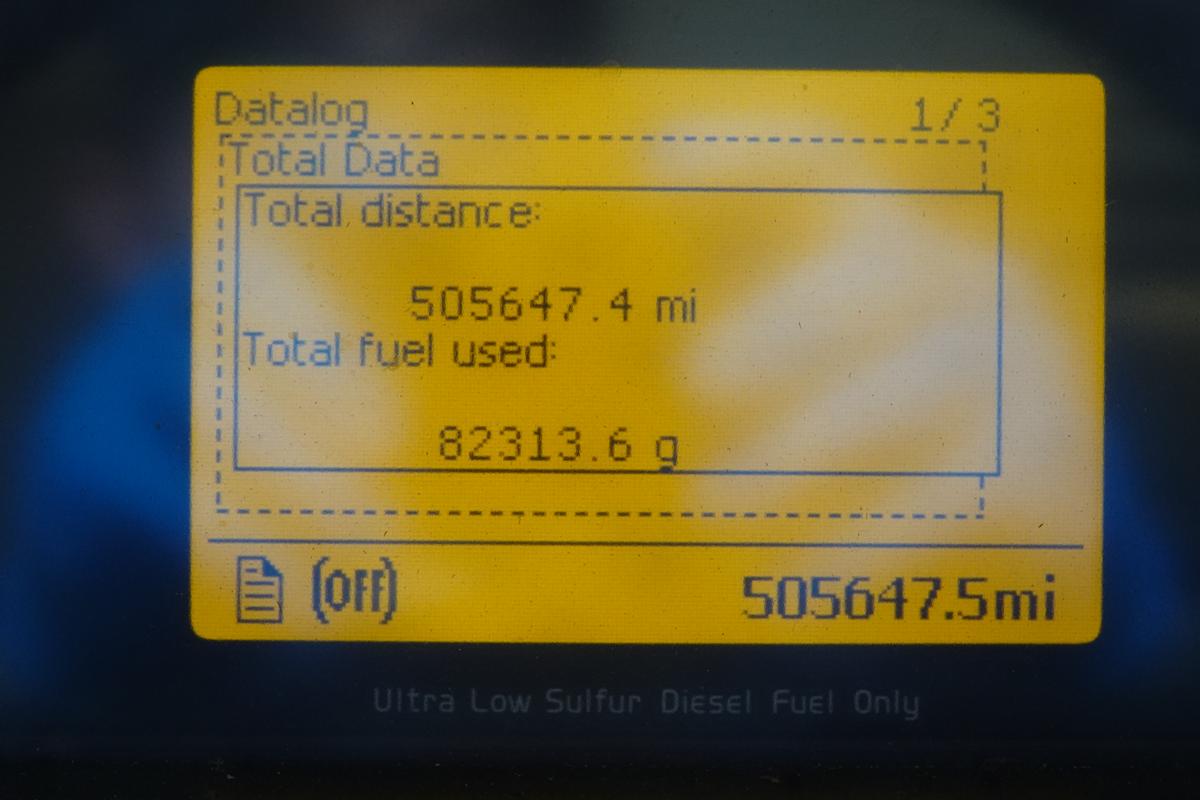 Datalog 1/3
Total Data
Total distance:
505647.4 mi
Total fuel used:
82313.6 g
(OFF) 505647.5mi
Ultra Low Sulfur Diesel Fuel Only